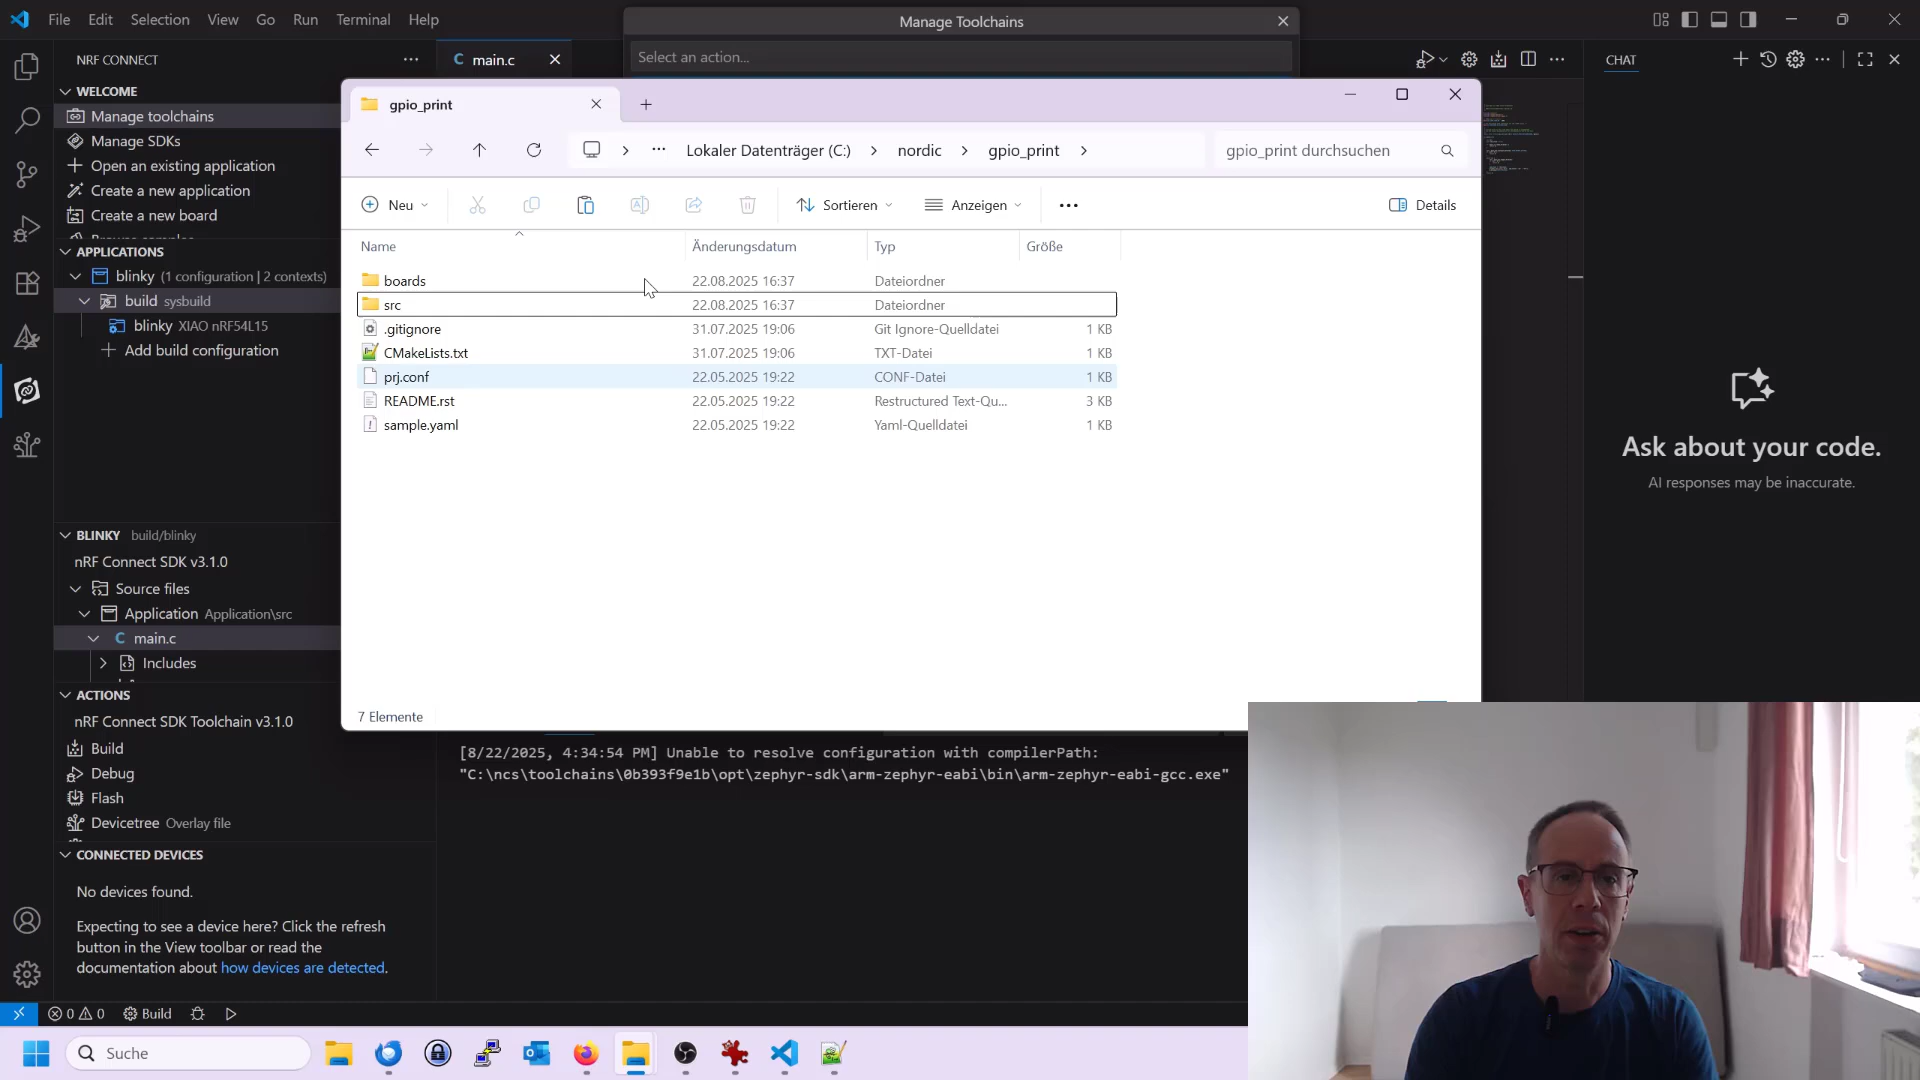 File Edit Selection View Go Run Terminal Help
Manage Toolchains
Select an action...
NRF CONNECT
main.c
CHAT
WELCOME
Manage toolchains
Manage SDKs
Open an existing application
Create a new application
Create a new board
APPLICATIONS
blinky (1 configuration | 2 contexts)
build sysbuild
blinky XIAO nRF54L15
Add build configuration
BLINKY build/blinky
nRF Connect SDK v3.1.0
Source files
Application Application\src
main.c
Includes
ACTIONS
nRF Connect SDK Toolchain v3.1.0
Build
Debug
Flash
Devicetree Overlay file
CONNECTED DEVICES
No devices found.
Expecting to see a device here? Click the refresh
button in the View toolbar or read the
documentation about how devices are detected.
gpio_print
Lokaler Datenträger (C:) > nordic > gpio_print >
gpio_print durchsuchen
Neu Sortieren Anzeigen Details
Name Änderungsdatum Typ Größe
boards 22.08.2025 16:37 Dateiordner
src 22.08.2025 16:37 Dateiordner
.gitignore 31.07.2025 19:06 Git Ignore-Quelldatei 1 KB
CMakeLists.txt 31.07.2025 19:06 TXT-Datei 1 KB
prj.conf 22.05.2025 19:22 CONF-Datei 1 KB
README.rst 22.05.2025 19:22 Restructured Text-Qu... 3 KB
sample.yaml 22.05.2025 19:22 Yaml-Quelldatei 1 KB
7 Elemente
[8/22/2025, 4:34:54 PM] Unable to resolve configuration with compilerPath:
"C:\ncs\toolchains\0b393f9e1b\opt\zephyr-sdk\arm-zephyr-eabi\bin\arm-zephyr-eabi-gcc.exe"
Ask about your code.
AI responses may be inaccurate.
0 0 Build
Suche